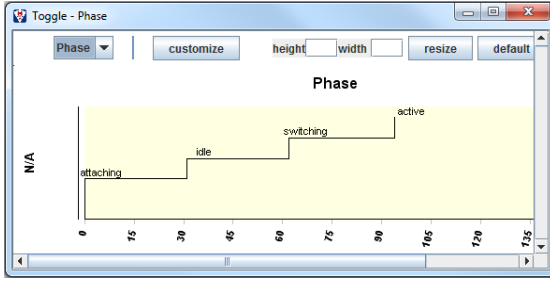 Toggle - Phase
Phase customize height width resize default
Phase
active
switching
idle
attaching
N/A
0 15 30 45 60 75 90 105 120 135